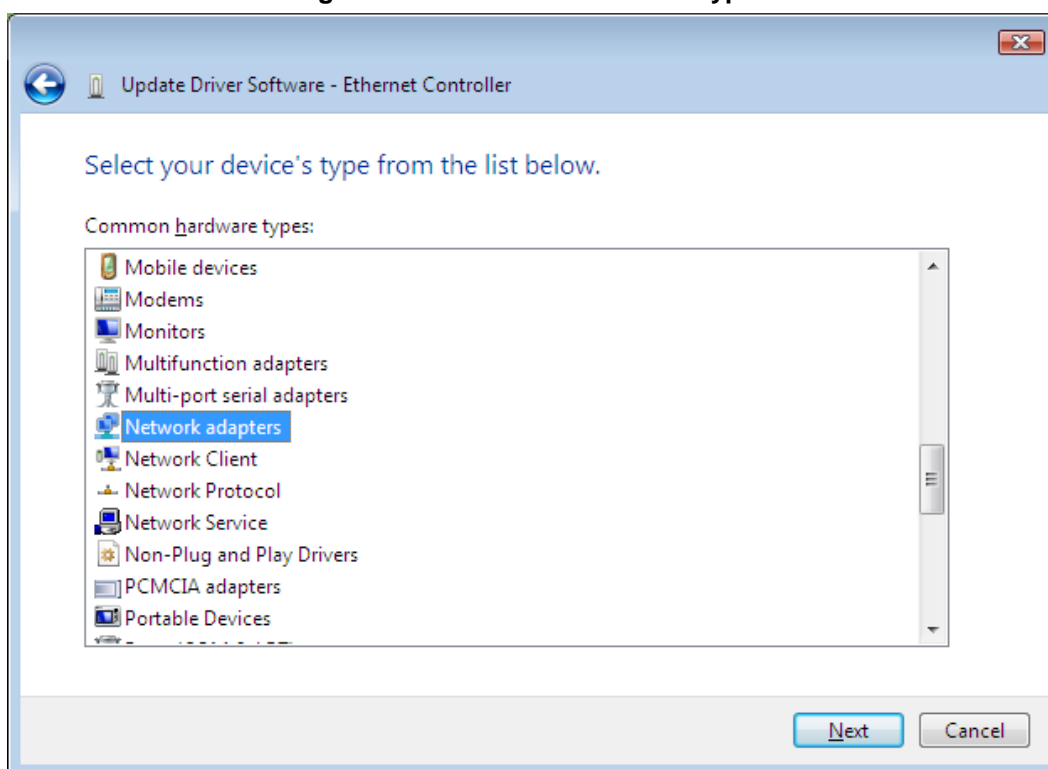 Update Driver Software - Ethernet Controller
Select your device's type from the list below.
Common hardware types:
Mobile devices
Modems
Monitors
Multifunction adapters
Multi-port serial adapters
Network adapters
Network Client
Network Protocol
Network Service
Non-Plug and Play Drivers
PCMCIA adapters
Portable Devices
Next Cancel